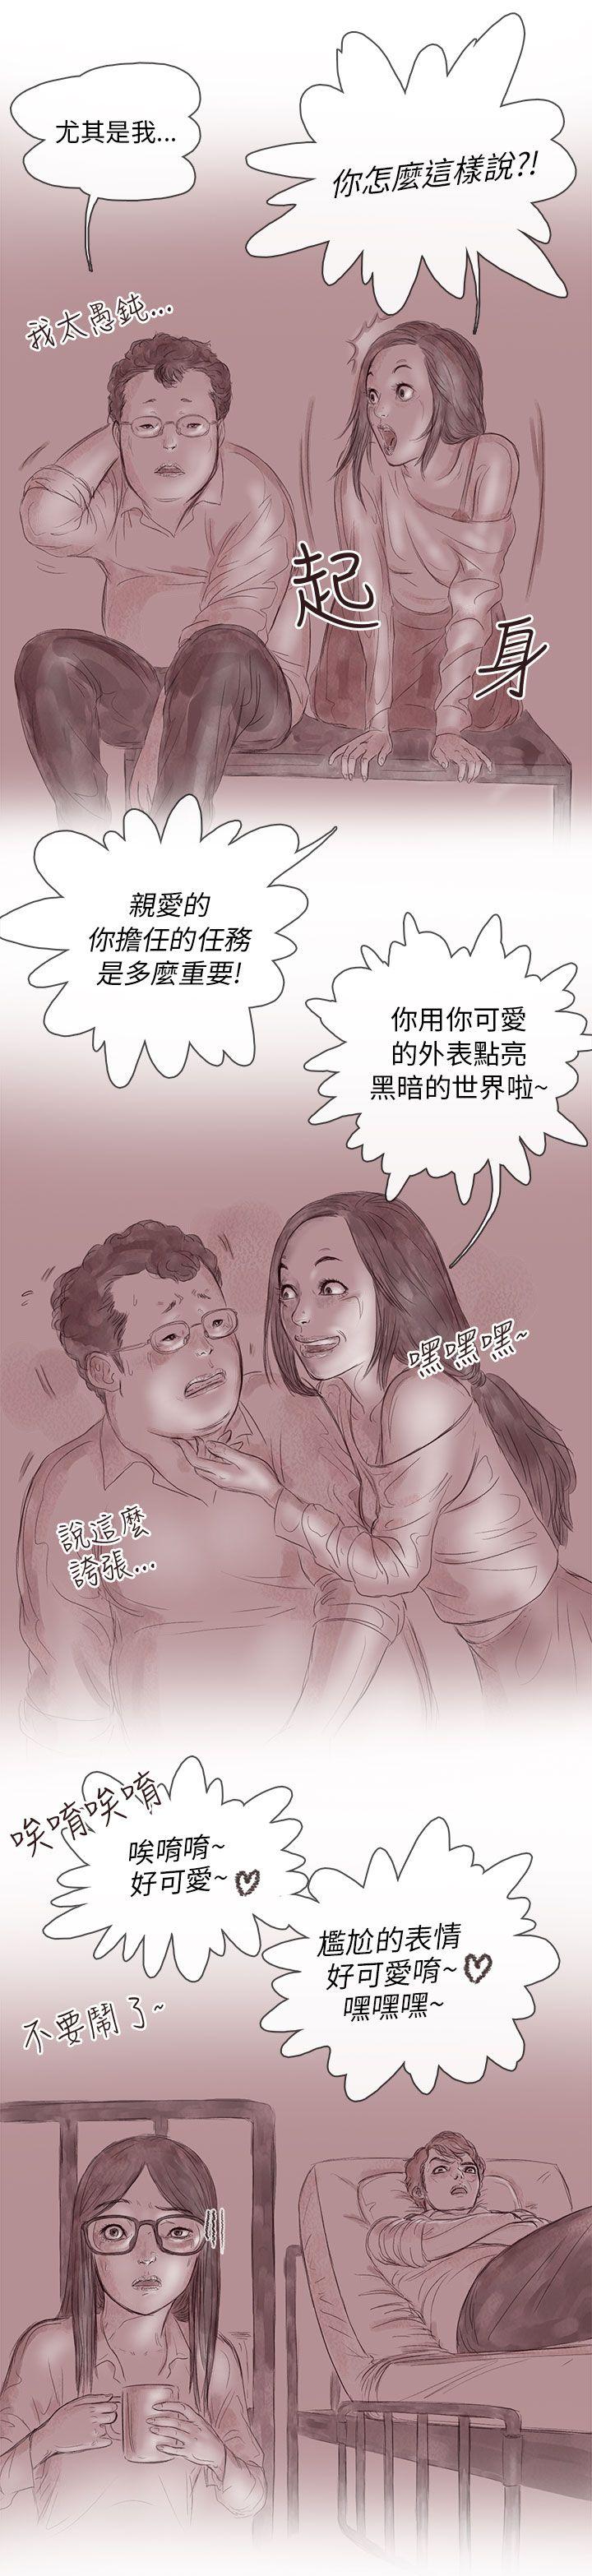 尤其是我...
你怎麼這樣說?!
我太愚鈍...
起
身
親愛的
你擔任的任務
是多麼重要!
你用你可愛
的外表點亮
黑暗的世界啦~
嘿嘿嘿~
說這麼
誇張...
唉唷唉唷
唉唷唷~
好可愛~♡
尷尬的表情
好可愛唷~♡
嘿嘿嘿~
不要鬧了~